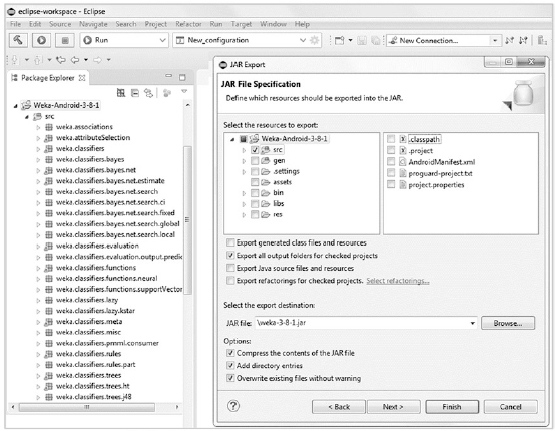 eclipse-workspace - Eclipse
File Edit Source Navigate Search Project Refactor Run Target Window Help
Run
New_configuration
New Connection...
Package Explorer
Weka-Android-3-8-1
src
weka.associations
weka.attributeSelection
weka.classifiers
weka.classifiers.bayes
weka.classifiers.bayes.net
weka.classifiers.bayes.net.estimate
weka.classifiers.bayes.net.search
weka.classifiers.bayes.net.search.ci
weka.classifiers.bayes.net.search.fixed
weka.classifiers.bayes.net.search.global
weka.classifiers.bayes.net.search.local
weka.classifiers.evaluation
weka.classifiers.evaluation.output.predic
weka.classifiers.functions
weka.classifiers.functions.neural
weka.classifiers.functions.supportVector
weka.classifiers.lazy
weka.classifiers.lazy.kstar
weka.classifiers.meta
weka.classifiers.misc
weka.classifiers.pmml.consumer
weka.classifiers.rules
weka.classifiers.rules.part
weka.classifiers.trees
weka.classifiers.trees.ht
weka.classifiers.trees.j48
JAR Export
JAR File Specification
Define which resources should be exported into the JAR.
Select the resources to export:
Weka-Android-3-8-1
src
gen
.settings
assets
bin
libs
res
.classpath
.project
AndroidManifest.xml
proguard-project.txt
project.properties
Export generated class files and resources
Export all output folders for checked projects
Export Java source files and resources
Export refactorings for checked projects. Select refactorings...
Select the export destination:
JAR file: \weka-3-8-1.jar Browse...
Options:
Compress the contents of the JAR file
Add directory entries
Overwrite existing files without warning
? < Back Next > Finish Cancel